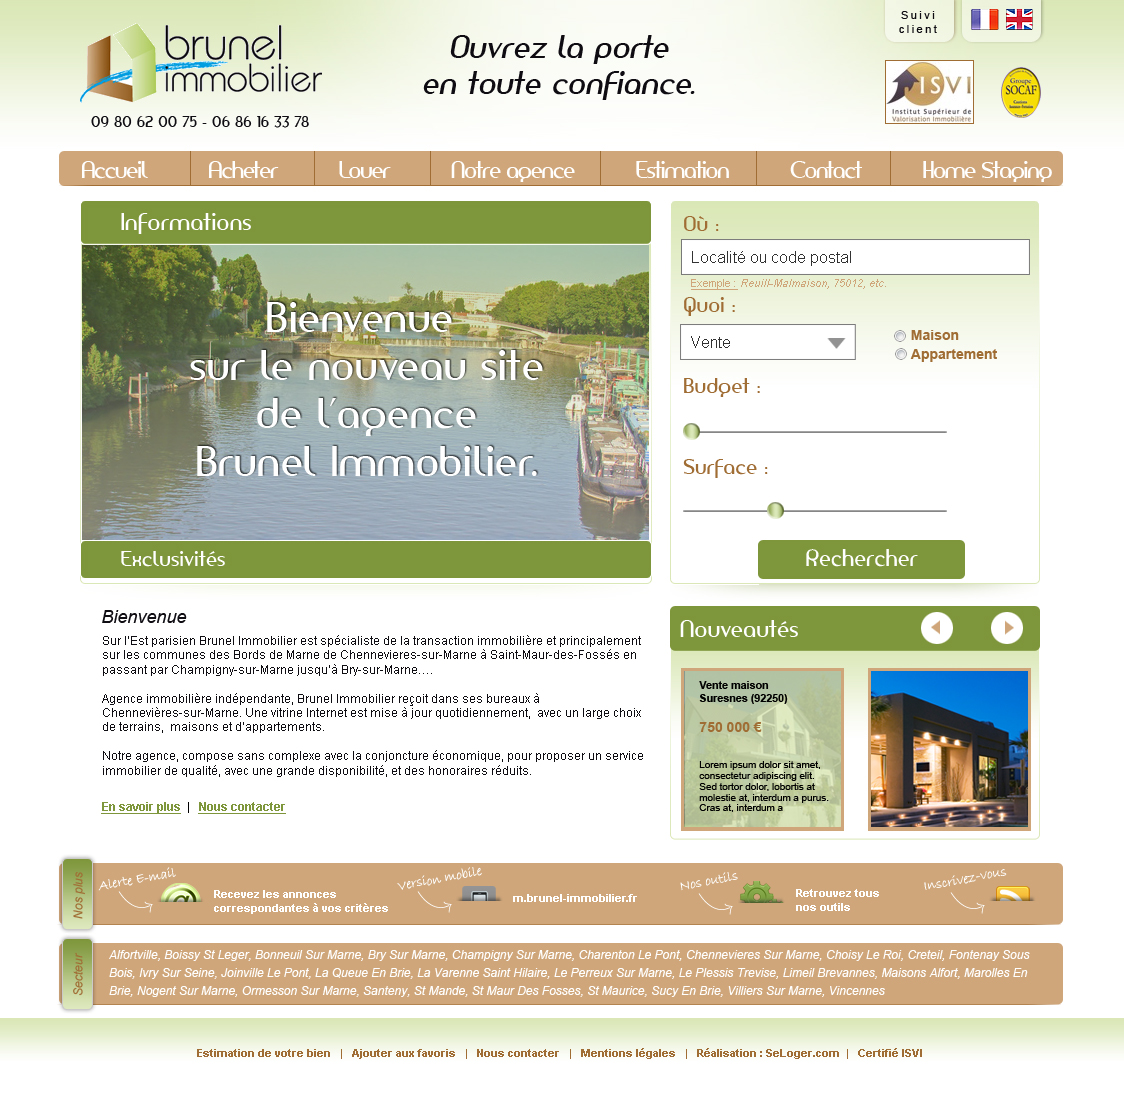 Suivi
client
brunel
immobilier
09 80 62 00 75 - 06 86 16 33 78
Ouvrez la porte
en toute confiance.
ISVI
Institut Supérieur de
Valorisation Immobilière
Groupe
SOCAF
Accueil
Acheter
Louer
Notre agence
Estimation
Contact
Home Staging
Informations
Bienvenue
sur le nouveau site
de l'agence
Brunel Immobilier.
Exclusivités
Où :
Localité ou code postal
Exemple : Reuill-Malmaison, 75012, etc.
Quoi :
Vente
Maison
Appartement
Budget :
Surface :
Rechercher
Bienvenue
Sur l'Est parisien Brunel Immobilier est spécialiste de la transaction immobilière et principalement
sur les communes des Bords de Marne de Chennevieres-sur-Marne à Saint-Maur-des-Fossés en
passant par Champigny-sur-Marne jusqu'à Bry-sur-Marne....
Agence immobilière indépendante, Brunel Immobilier reçoit dans ses bureaux à
Chennevières-sur-Marne. Une vitrine Internet est mise à jour quotidiennement, avec un large choix
de terrains, maisons et d'appartements.
Notre agence, compose sans complexe avec la conjoncture économique, pour proposer un service
immobilier de qualité, avec une grande disponibilité, et des honoraires réduits.
En savoir plus | Nous contacter
Nouveautés
Vente maison
Suresnes (92250)
750 000 €
Lorem ipsum dolor sit amet,
consectetur adipiscing elit.
Sed tortor dolor, lobortis at
molestie at, interdum a purus.
Cras at, interdum a
Nos plus
Alerte E-mail
Recevez les annonces
correspondantes à vos critères
Version mobile
m.brunel-immobilier.fr
Nos outils
Retrouvez tous
nos outils
Inscrivez-vous
Secteur
Alfortville, Boissy St Leger, Bonneuil Sur Marne, Bry Sur Marne, Champigny Sur Marne, Charenton Le Pont, Chennevieres Sur Marne, Choisy Le Roi, Creteil, Fontenay Sous
Bois, Ivry Sur Seine, Joinville Le Pont, La Queue En Brie, La Varenne Saint Hilaire, Le Perreux Sur Marne, Le Plessis Trevise, Limeil Brevannes, Maisons Alfort, Marolles En
Brie, Nogent Sur Marne, Ormesson Sur Marne, Santeny, St Mande, St Maur Des Fosses, St Maurice, Sucy En Brie, Villiers Sur Marne, Vincennes
Estimation de votre bien | Ajouter aux favoris | Nous contacter | Mentions légales | Réalisation : SeLoger.com | Certifié ISVI